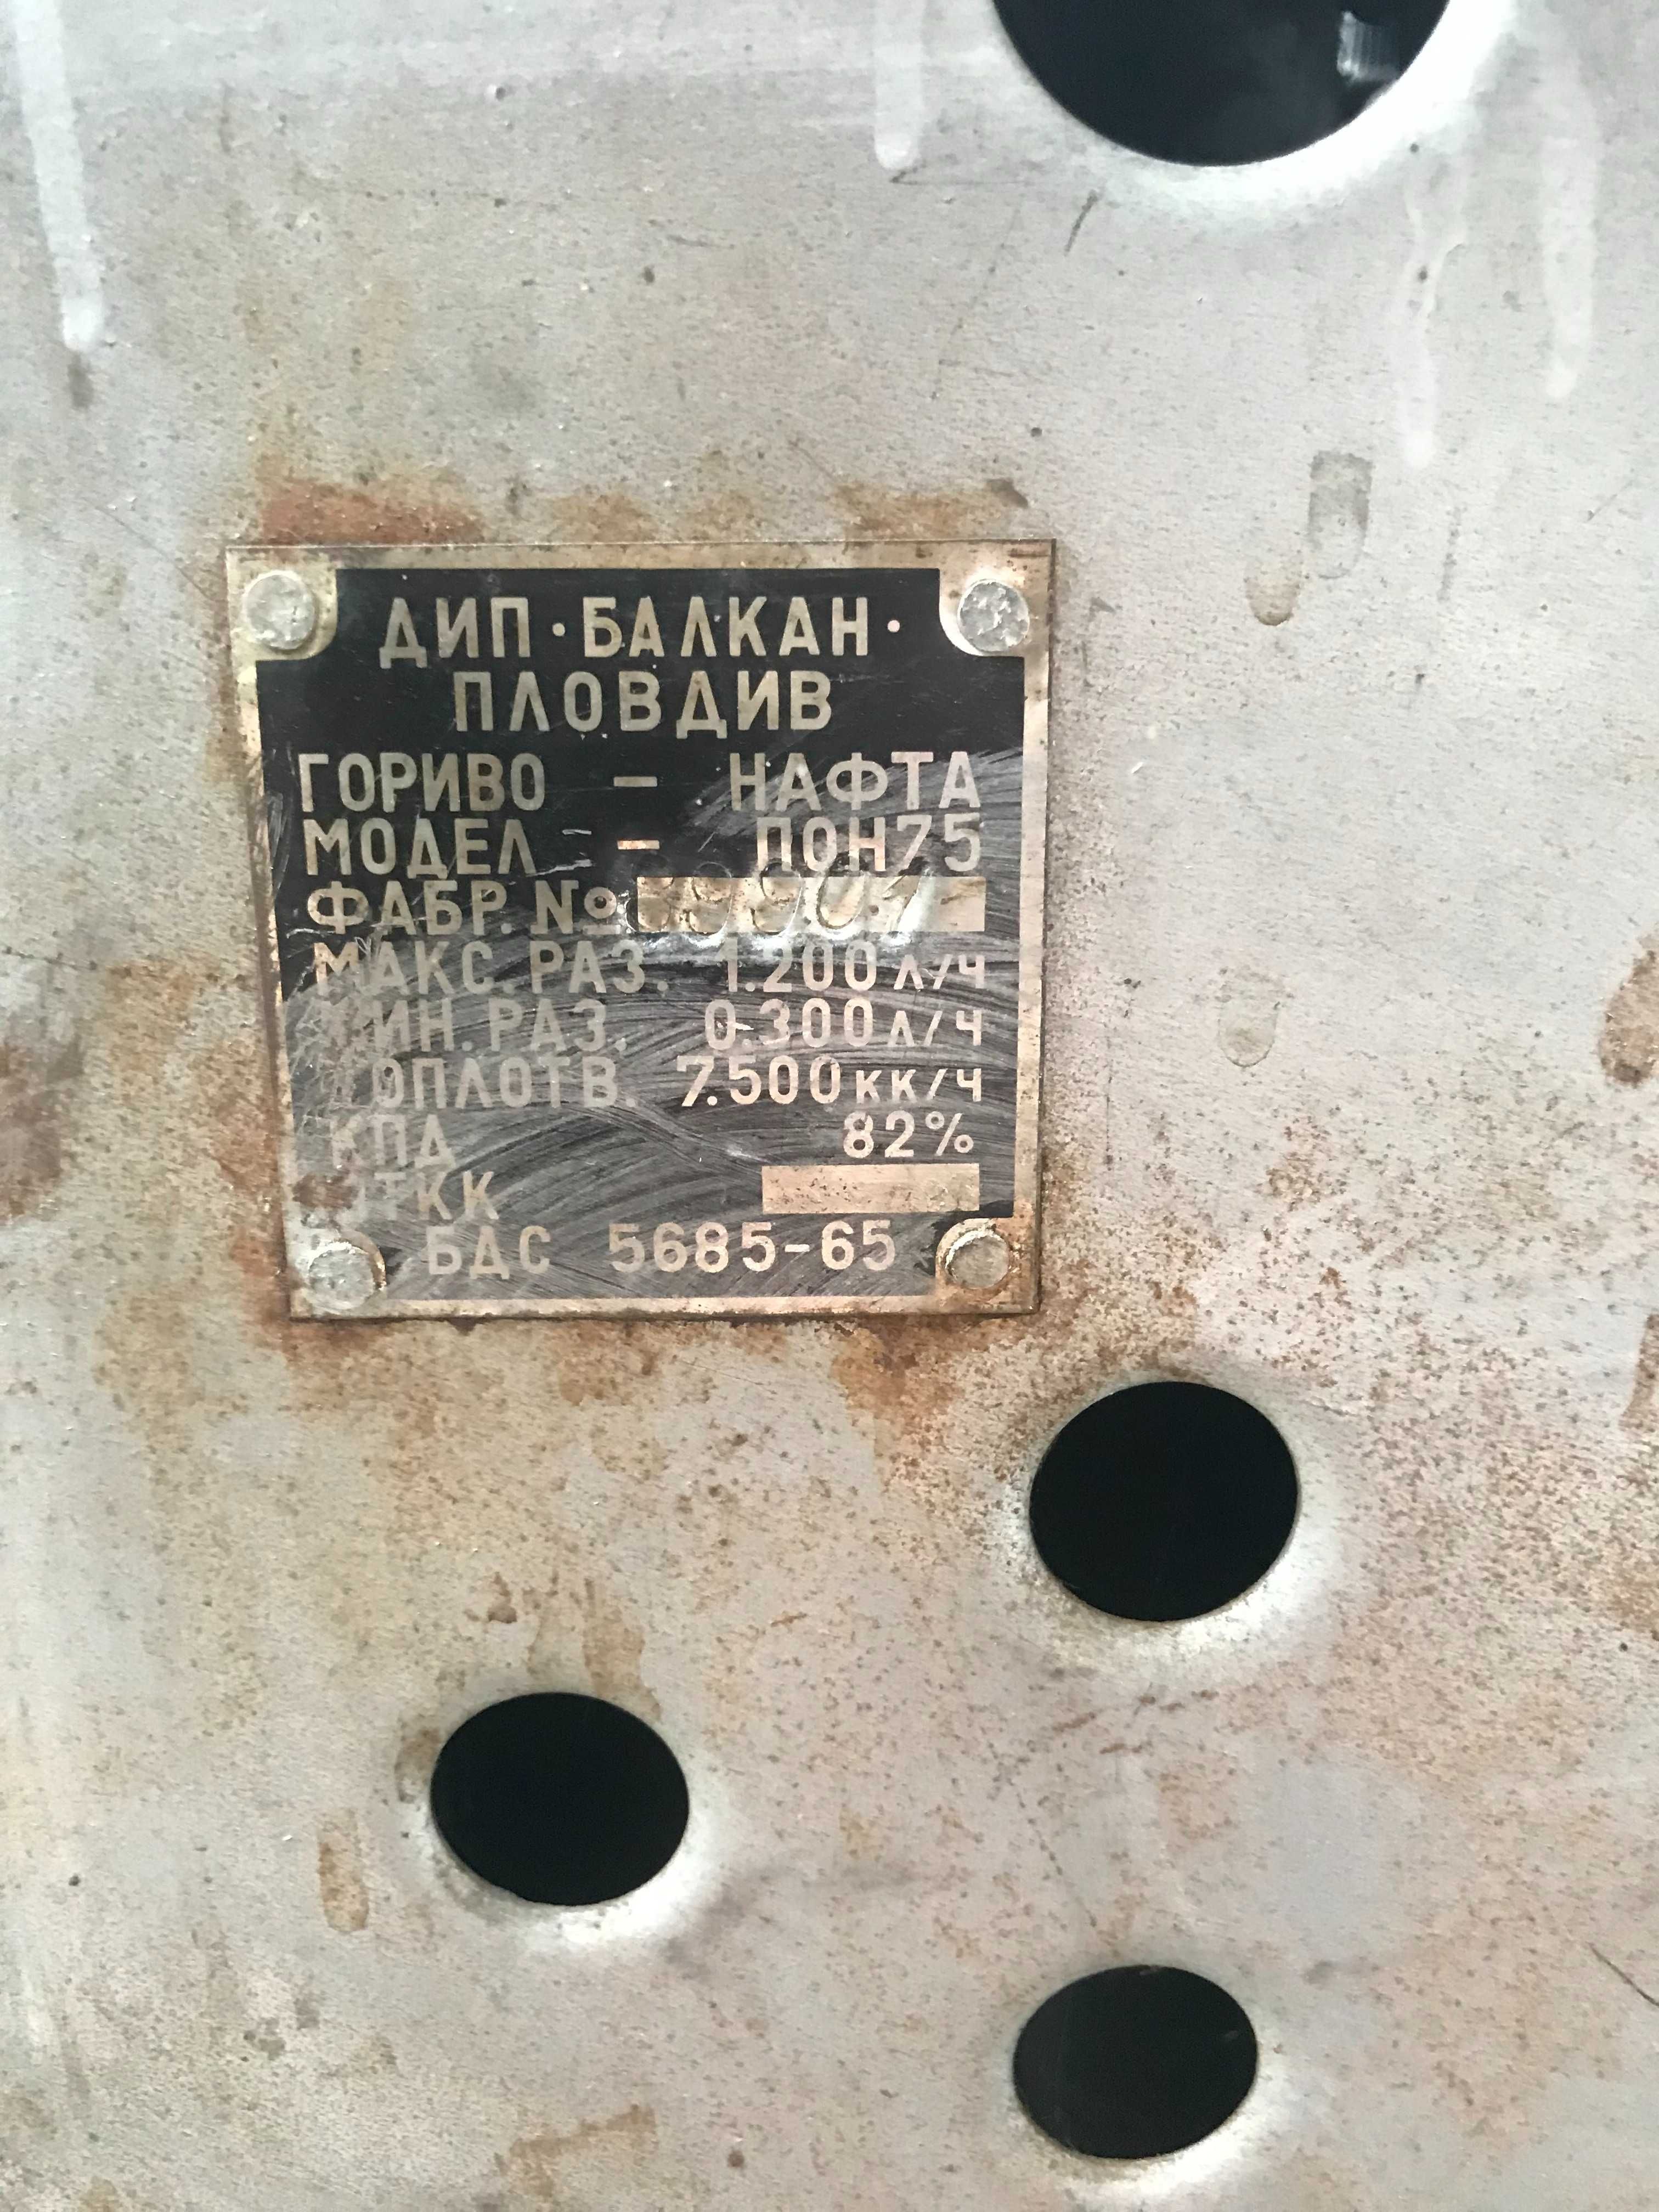 ДИП·БАЛКАН·
ПЛОВДИВ
ГОРИВО – НАФТА
МОДЕЛ – ПОН75
ФАБР. №
МАКС. РАЗ. 1.200 л/ч
МИН. РАЗ. 0.300 л/ч
ТОПЛОТВ. 7.500 кк/ч
КПД 82%
ОТКК
БДС 5685-65